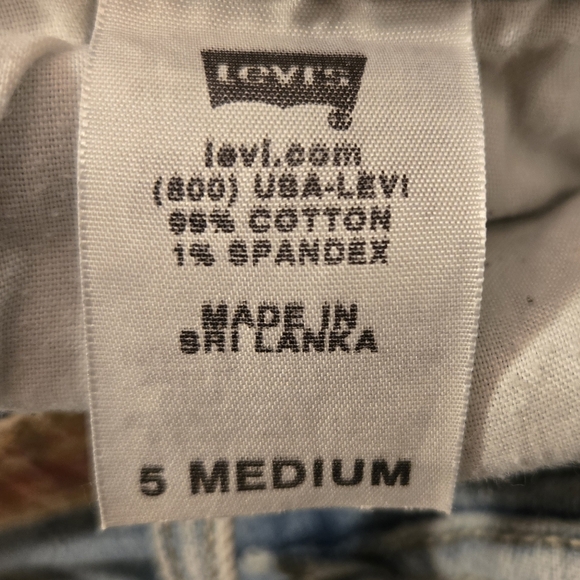 Levi's
®
levi.com
(800) USA-LEVI
99% COTTON
1% SPANDEX
MADE IN
SRI LANKA
5 MEDIUM